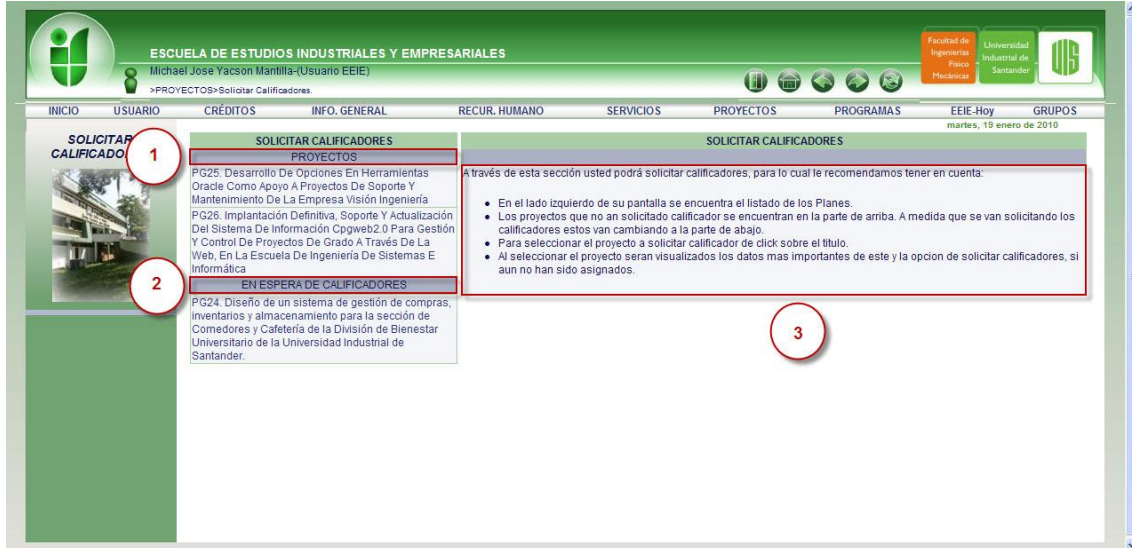 ESCUELA DE ESTUDIOS INDUSTRIALES Y EMPRESARIALES
Michael Jose Yacson Mantilla-(Usuario EEIE)
>PROYECTOS>Solicitar Calificadores.
Facultad de
Ingenierías
Físico
Mecánicas
Universidad
Industrial de
Santander
UIS
INICIO USUARIO CRÉDITOS INFO. GENERAL RECUR. HUMANO SERVICIOS PROYECTOS PROGRAMAS EEIE-Hoy GRUPOS
martes, 19 enero de 2010
SOLICITAR
CALIFICADO
1
2
SOLICITAR CALIFICADORES
PROYECTOS
PG25. Desarrollo De Opciones En Herramientas
Oracle Como Apoyo A Proyectos De Soporte Y
Mantenimiento De La Empresa Visión Ingeniería
PG26. Implantación Definitiva, Soporte Y Actualización
Del Sistema De Información Cpgweb2.0 Para Gestión
Y Control De Proyectos De Grado A Través De La
Web, En La Escuela De Ingeniería De Sistemas E
Informática
EN ESPERA DE CALIFICADORES
PG24. Diseño de un sistema de gestión de compras,
inventarios y almacenamiento para la sección de
Comedores y Cafetería de la División de Bienestar
Universitario de la Universidad Industrial de
Santander.
SOLICITAR CALIFICADORES
A través de esta sección usted podrá solicitar calificadores, para lo cual le recomendamos tener en cuenta:
• En el lado izquierdo de su pantalla se encuentra el listado de los Planes.
• Los proyectos que no an solicitado calificador se encuentran en la parte de arriba. A medida que se van solicitando los
calificadores estos van cambiando a la parte de abajo.
• Para seleccionar el proyecto a solicitar calificador de click sobre el titulo.
• Al seleccionar el proyecto seran visualizados los datos mas importantes de este y la opcion de solicitar calificadores, si
aun no han sido asignados.
3